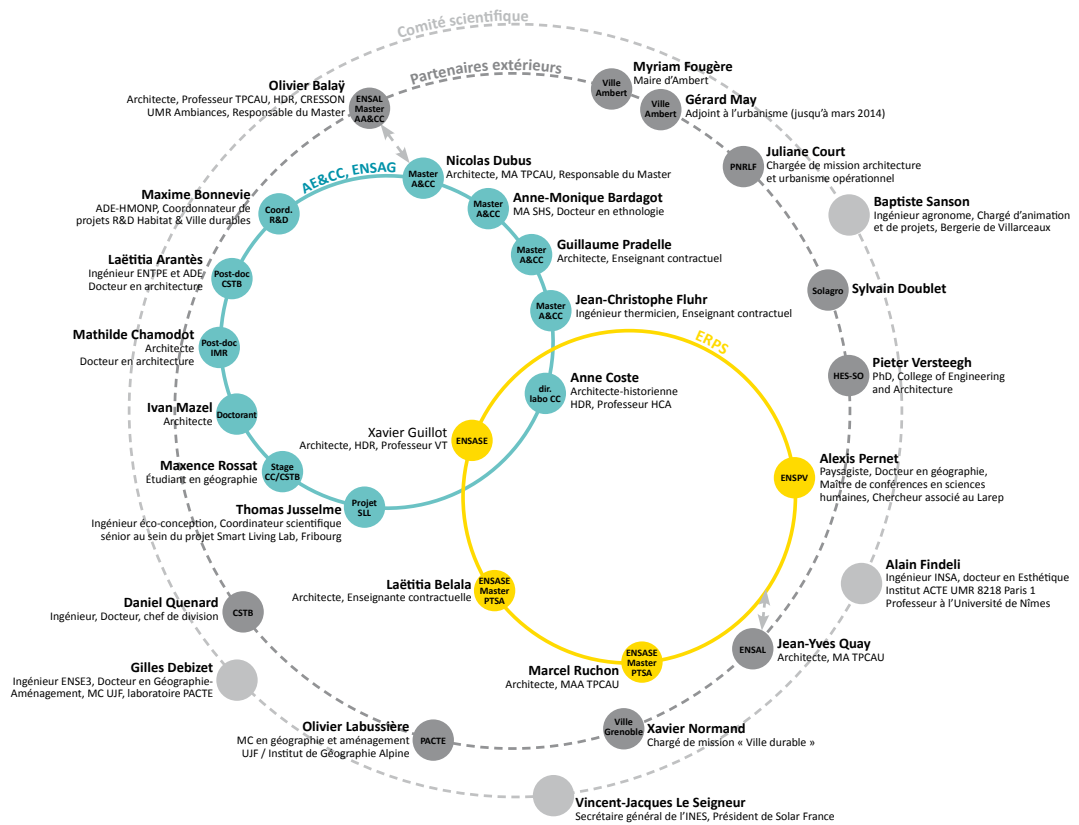 Comité scientifique
Partenaires extérieurs
Olivier Balaÿ
Architecte, Professeur TPCAU, HDR, CRESSON
UMR Ambiances, Responsable du Master
ENSAL
Master
AA&CC
Ville
Ambert
Myriam Fougère
Maire d'Ambert
Ville
Ambert
Gérard May
Adjoint à l'urbanisme (jusqu'à mars 2014)
PNRLF
Juliane Court
Chargée de mission architecture
et urbanisme opérationnel
Baptiste Sanson
Ingénieur agronome, Chargé d'animation
et de projets, Bergerie de Villarceaux
AE&CC, ENSAG
Master
A&CC
Nicolas Dubus
Architecte, MA TPCAU, Responsable du Master
Maxime Bonnevie
ADE-HMONP, Coordonnateur de
projets R&D Habitat & Ville durables
Coord.
R&D
Master
A&CC
Anne-Monique Bardagot
MA SHS, Docteur en ethnologie
Master
A&CC
Guillaume Pradelle
Architecte, Enseignant contractuel
Laëtitia Arantès
Ingénieur ENTPE et ADE
Docteur en architecture
Post-doc
CSTB
Master
A&CC
Jean-Christophe Fluhr
Ingénieur thermicien, Enseignant contractuel
Solagro
Sylvain Doublet
Mathilde Chamodot
Architecte
Docteur en architecture
Post-doc
IMR
ERPS
HES-SO
Pieter Versteegh
PhD, College of Engineering
and Architecture
dir.
labo CC
Anne Coste
Architecte-historienne
HDR, Professeur HCA
Ivan Mazel
Architecte
Doctorant
Xavier Guillot
Architecte, HDR, Professeur VT
ENSASE
Maxence Rossat
Étudiant en géographie
Stage
CC/CSTB
ENSPV
Alexis Pernet
Paysagiste, Docteur en géographie,
Maître de conférences en sciences
humaines, Chercheur associé au Larep
Thomas Jusselme
Ingénieur éco-conception, Coordinateur scientifique
sénior au sein du projet Smart Living Lab, Fribourg
Projet
SLL
Laëtitia Belala
Architecte, Enseignante contractuelle
ENSASE
Master
PTSA
Alain Findeli
Ingénieur INSA, docteur en Esthétique
Institut ACTE UMR 8218 Paris 1
Professeur à l'Université de Nîmes
Daniel Quenard
Ingénieur, Docteur, chef de division
CSTB
ENSAL
Jean-Yves Quay
Architecte, MA TPCAU
Gilles Debizet
Ingénieur ENSE3, Docteur en Géographie-
Aménagement, MC UJF, laboratoire PACTE
Marcel Ruchon
Architecte, MAA TPCAU
ENSASE
Master
PTSA
Olivier Labussière
MC en géographie et aménagement
UJF / Institut de Géographie Alpine
PACTE
Ville
Grenoble
Xavier Normand
Chargé de mission « Ville durable »
Vincent-Jacques Le Seigneur
Secrétaire général de l'INES, Président de Solar France